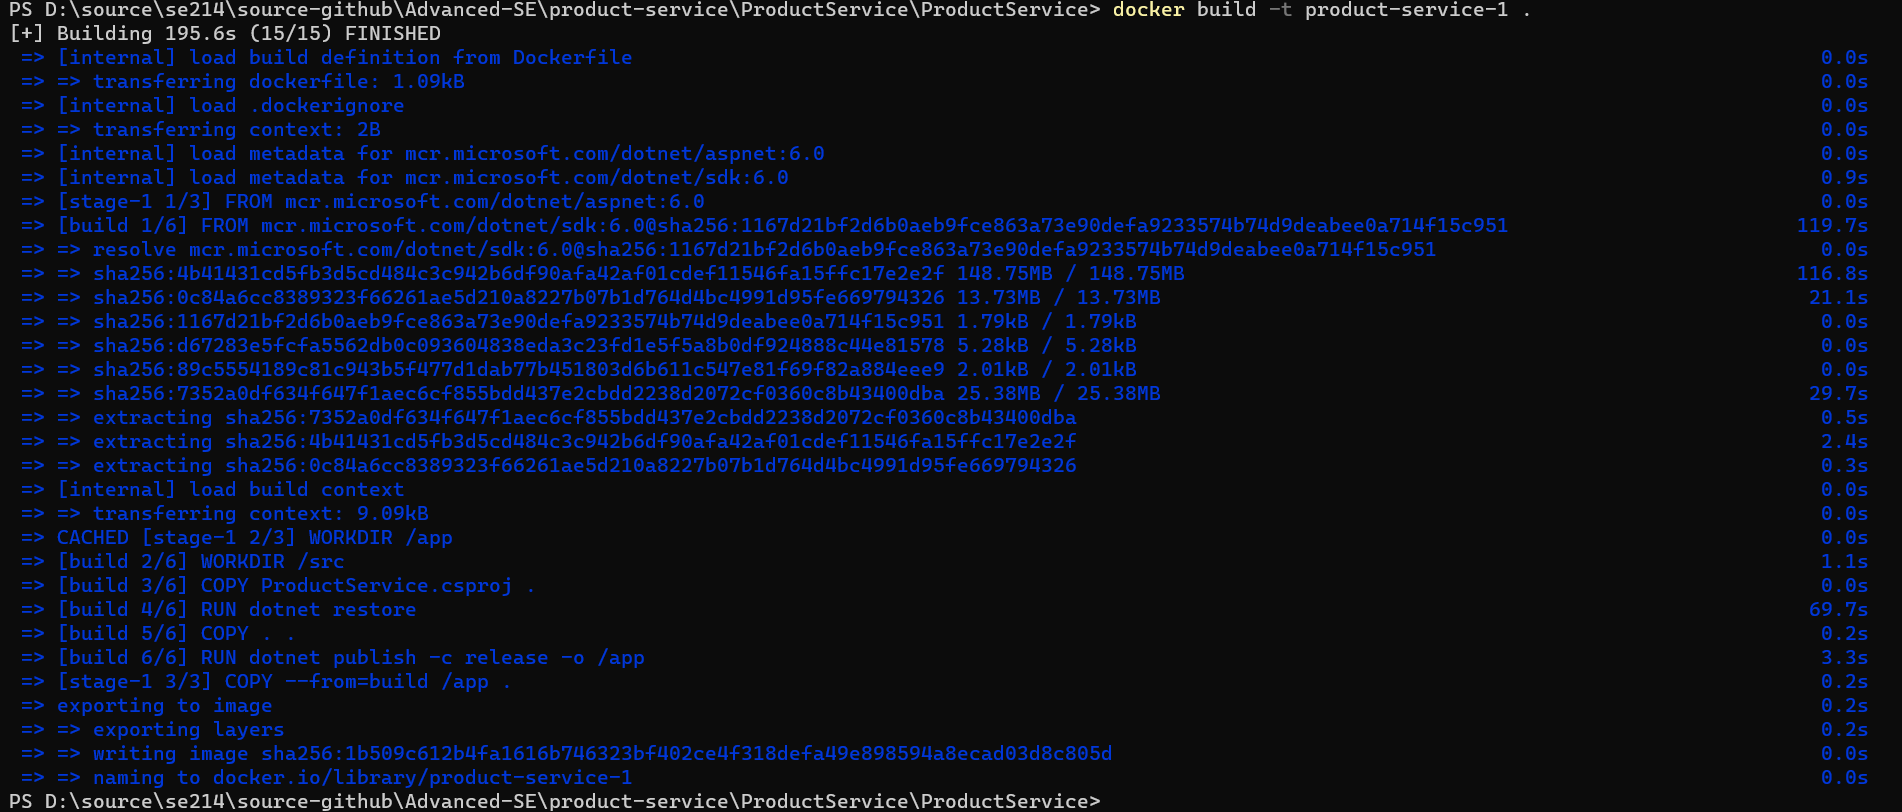 PS D:\source\se214\source-github\Advanced-SE\product-service\ProductService\ProductService> docker build -t product-service-1 .
[+] Building 195.6s (15/15) FINISHED
=> [internal] load build definition from Dockerfile 0.0s
=> => transferring dockerfile: 1.09kB 0.0s
=> [internal] load .dockerignore 0.0s
=> => transferring context: 2B 0.0s
=> [internal] load metadata for mcr.microsoft.com/dotnet/aspnet:6.0 0.0s
=> [internal] load metadata for mcr.microsoft.com/dotnet/sdk:6.0 0.9s
=> [stage-1 1/3] FROM mcr.microsoft.com/dotnet/aspnet:6.0 0.0s
=> [build 1/6] FROM mcr.microsoft.com/dotnet/sdk:6.0@sha256:1167d21bf2d6b0aeb9fce863a73e90defa9233574b74d9deabee0a714f15c951 119.7s
=> => resolve mcr.microsoft.com/dotnet/sdk:6.0@sha256:1167d21bf2d6b0aeb9fce863a73e90defa9233574b74d9deabee0a714f15c951 0.0s
=> => sha256:4b41431cd5fb3d5cd484c3c942b6df90afa42af01cdef11546fa15ffc17e2e2f 148.75MB / 148.75MB 116.8s
=> => sha256:0c84a6cc8389323f66261ae5d210a8227b07b1d764d4bc4991d95fe669794326 13.73MB / 13.73MB 21.1s
=> => sha256:1167d21bf2d6b0aeb9fce863a73e90defa9233574b74d9deabee0a714f15c951 1.79kB / 1.79kB 0.0s
=> => sha256:d67283e5fcfa5562db0c093604838eda3c23fd1e5f5a8b0df924888c44e81578 5.28kB / 5.28kB 0.0s
=> => sha256:89c5554189c81c943b5f477d1dab77b451803d6b611c547e81f69f82a884eee9 2.01kB / 2.01kB 0.0s
=> => sha256:7352a0df634f647f1aec6cf855bdd437e2cbdd2238d2072cf0360c8b43400dba 25.38MB / 25.38MB 29.7s
=> => extracting sha256:7352a0df634f647f1aec6cf855bdd437e2cbdd2238d2072cf0360c8b43400dba 0.5s
=> => extracting sha256:4b41431cd5fb3d5cd484c3c942b6df90afa42af01cdef11546fa15ffc17e2e2f 2.4s
=> => extracting sha256:0c84a6cc8389323f66261ae5d210a8227b07b1d764d4bc4991d95fe669794326 0.3s
=> [internal] load build context 0.0s
=> => transferring context: 9.09kB 0.0s
=> CACHED [stage-1 2/3] WORKDIR /app 0.0s
=> [build 2/6] WORKDIR /src 1.1s
=> [build 3/6] COPY ProductService.csproj . 0.0s
=> [build 4/6] RUN dotnet restore 69.7s
=> [build 5/6] COPY . . 0.2s
=> [build 6/6] RUN dotnet publish -c release -o /app 3.3s
=> [stage-1 3/3] COPY --from=build /app . 0.2s
=> exporting to image 0.2s
=> => exporting layers 0.2s
=> => writing image sha256:1b509c612b4fa1616b746323bf402ce4f318defa49e898594a8ecad03d8c805d 0.0s
=> => naming to docker.io/library/product-service-1 0.0s
PS D:\source\se214\source-github\Advanced-SE\product-service\ProductService\ProductService>